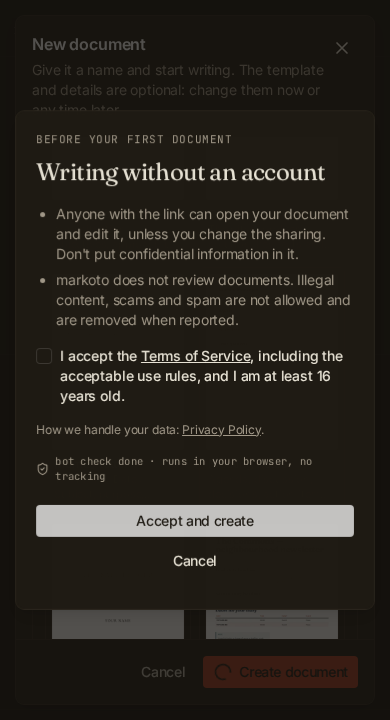 New document
Give it a name and start writing. The template
and details are optional: change them now or
any time later.
BEFORE YOUR FIRST DOCUMENT
Writing without an account
• Anyone with the link can open your document
and edit it, unless you change the sharing.
Don't put confidential information in it.
• markoto does not review documents. Illegal
content, scams and spam are not allowed and
are removed when reported.
I accept the Terms of Service, including the
acceptable use rules, and I am at least 16
years old.
How we handle your data: Privacy Policy.
bot check done · runs in your browser, no
tracking
Accept and create
Cancel
Cancel
Create document